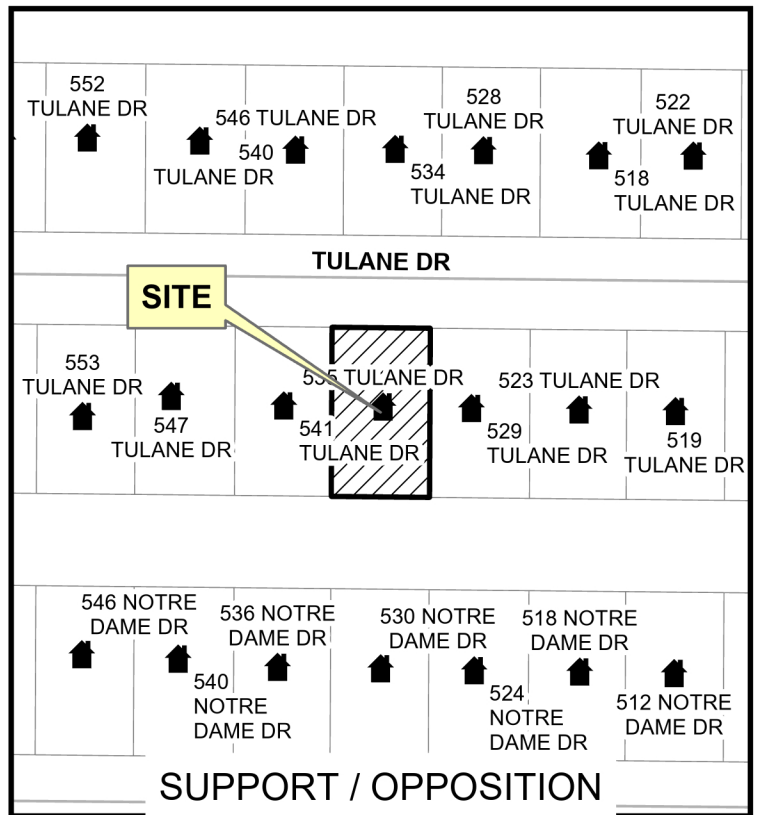 552
TULANE DR
546 TULANE DR
540
TULANE DR
528
TULANE DR
534
TULANE DR
522
TULANE DR
518
TULANE DR
TULANE DR
SITE
553
TULANE DR
547
TULANE DR
535 TULANE DR
541
TULANE DR
523 TULANE DR
529
TULANE DR
519
TULANE DR
546 NOTRE
DAME DR
536 NOTRE
DAME DR
530 NOTRE
DAME DR
518 NOTRE
DAME DR
540
NOTRE
DAME DR
524
NOTRE
DAME DR
512 NOTRE
DAME DR
SUPPORT / OPPOSITION